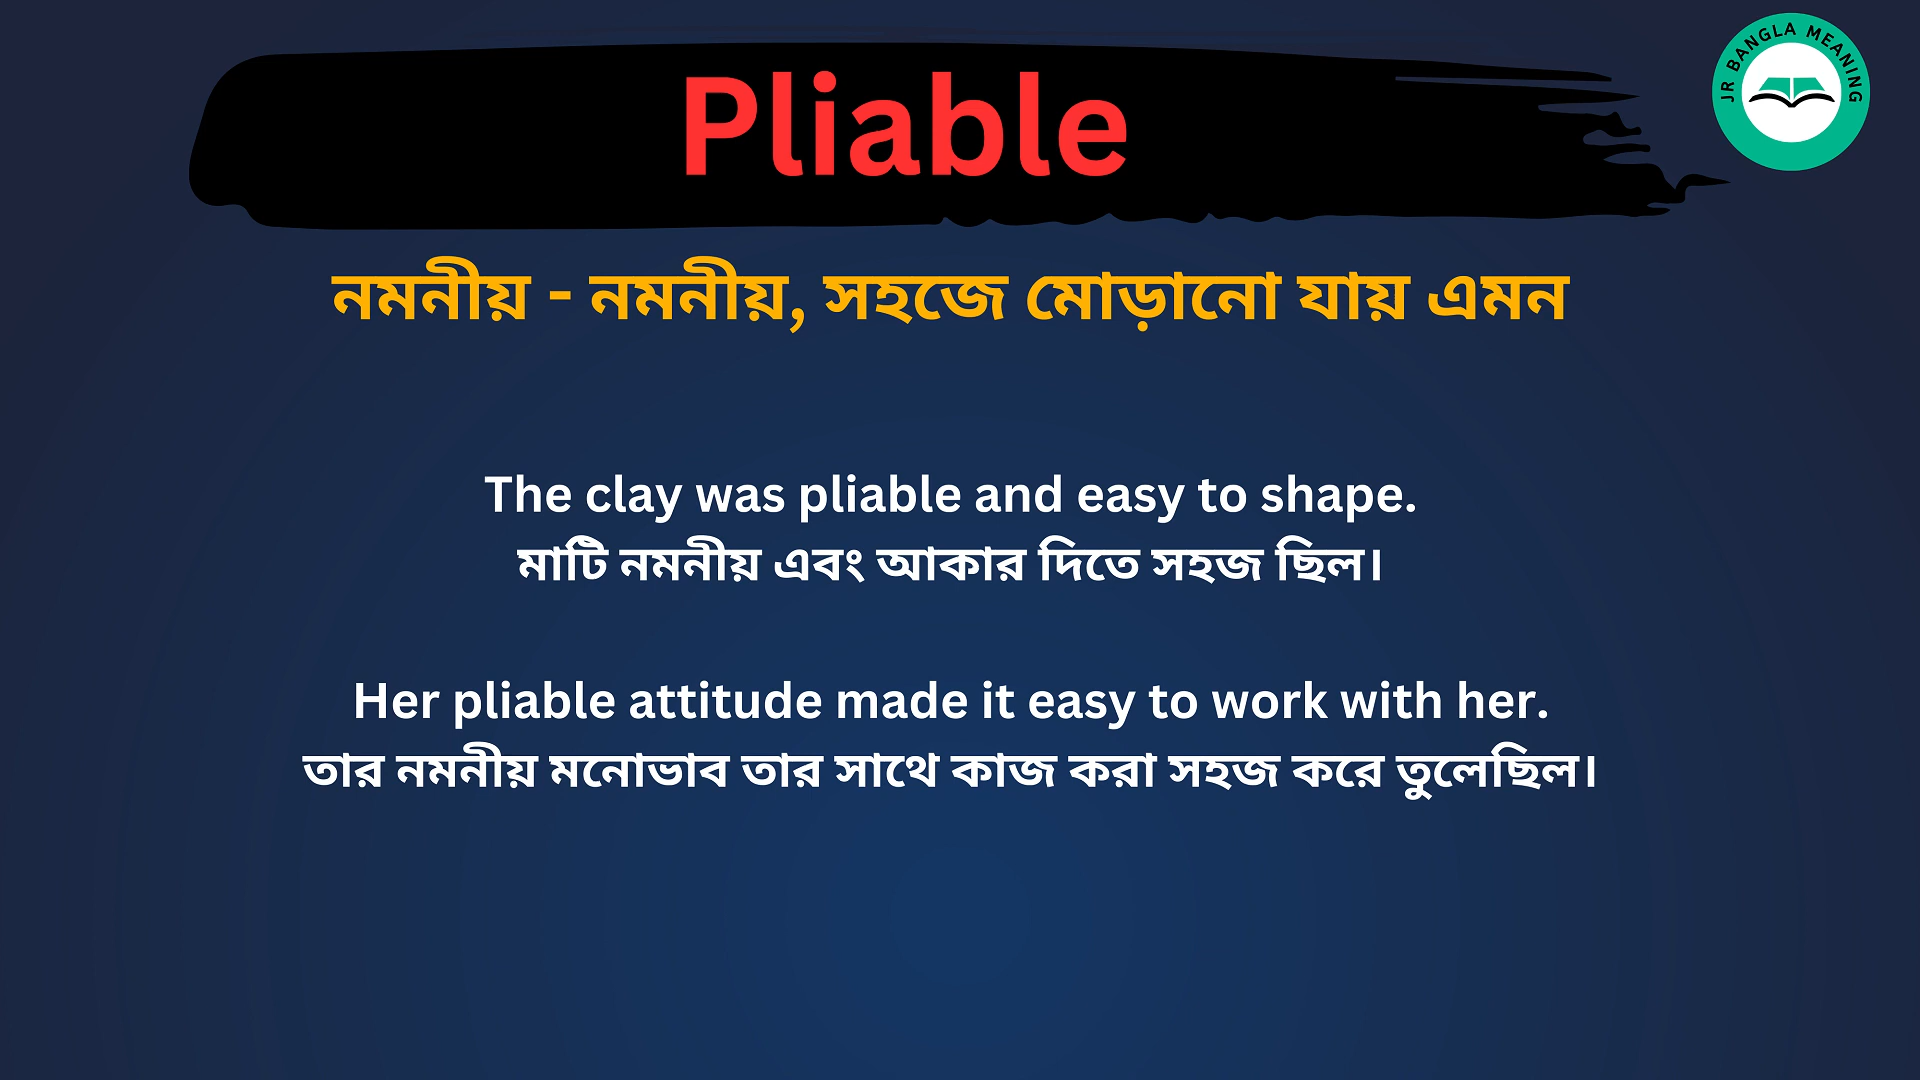 Pliable
JR BANGLA MEANING
নমনীয় - নমনীয়, সহজে মোড়ানো যায় এমন
The clay was pliable and easy to shape.
মাটি নমনীয় এবং আকার দিতে সহজ ছিল।
Her pliable attitude made it easy to work with her.
তার নমনীয় মনোভাব তার সাথে কাজ করা সহজ করে তুলেছিল।